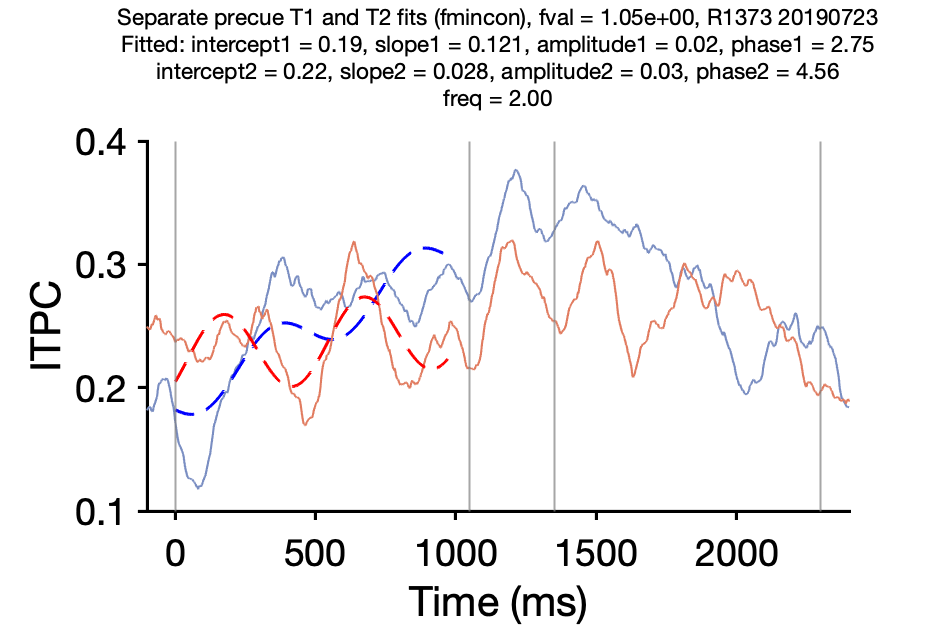 Separate precue T1 and T2 fits (fmincon), fval = 1.05e+00, R1373 20190723
Fitted: intercept1 = 0.19, slope1 = 0.121, amplitude1 = 0.02, phase1 = 2.75
intercept2 = 0.22, slope2 = 0.028, amplitude2 = 0.03, phase2 = 4.56
freq = 2.00
0.4
0.3
0.2
0.1
ITPC
0 500 1000 1500 2000
Time (ms)